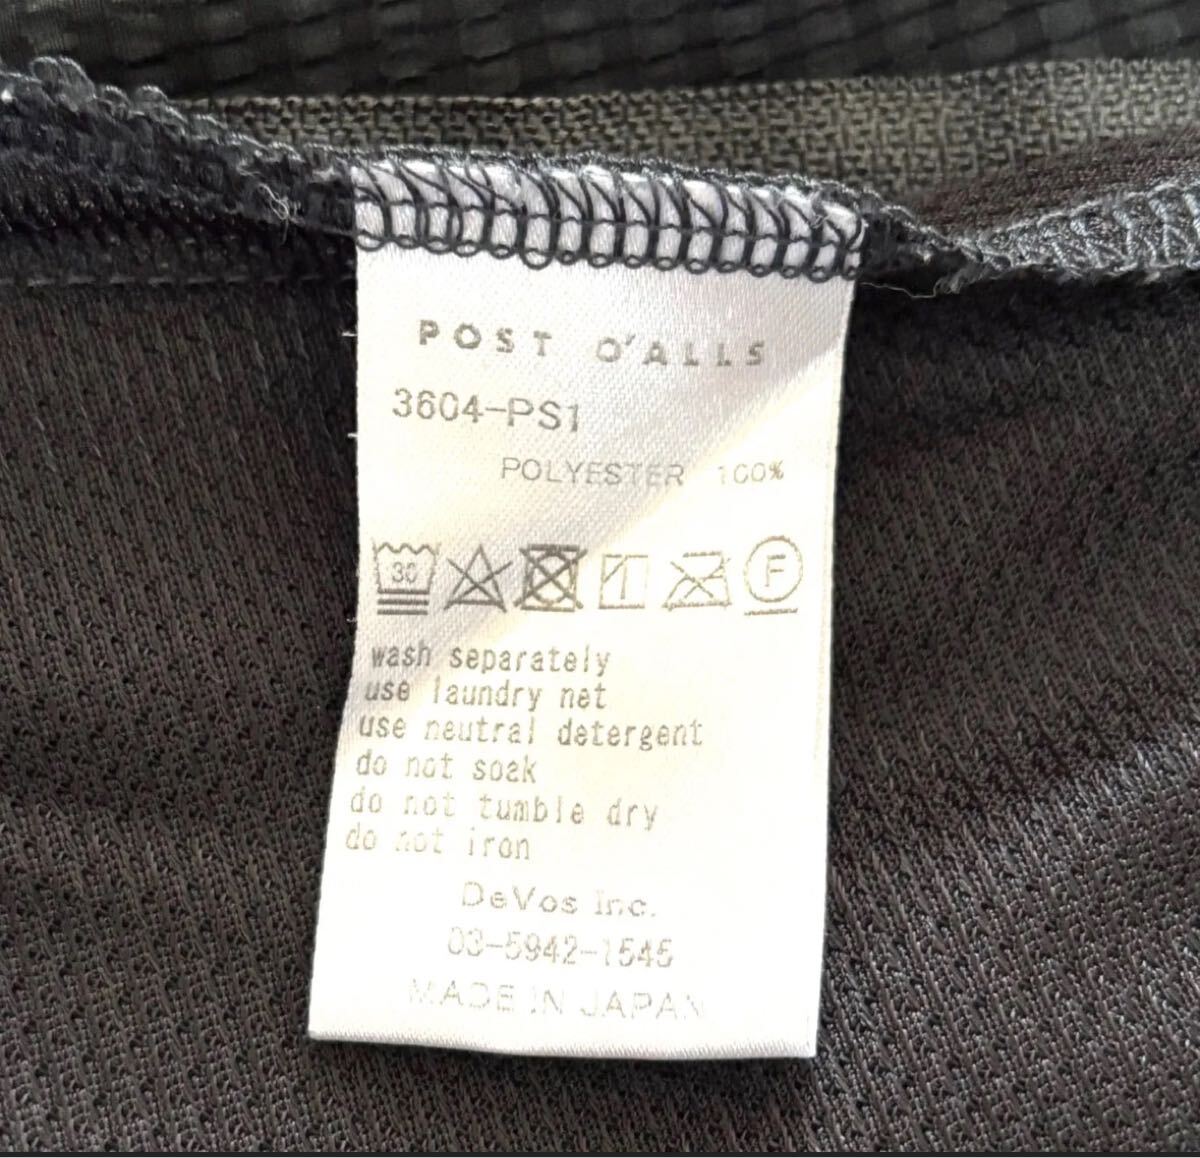 POST O'ALLS
3604-PS1
POLYESTER 100%
30 F
wash separately
use laundry net
use neutral detergent
do not soak
do not tumble dry
do not iron
DeVos Inc.
03-5942-1545
MADE IN JAPAN